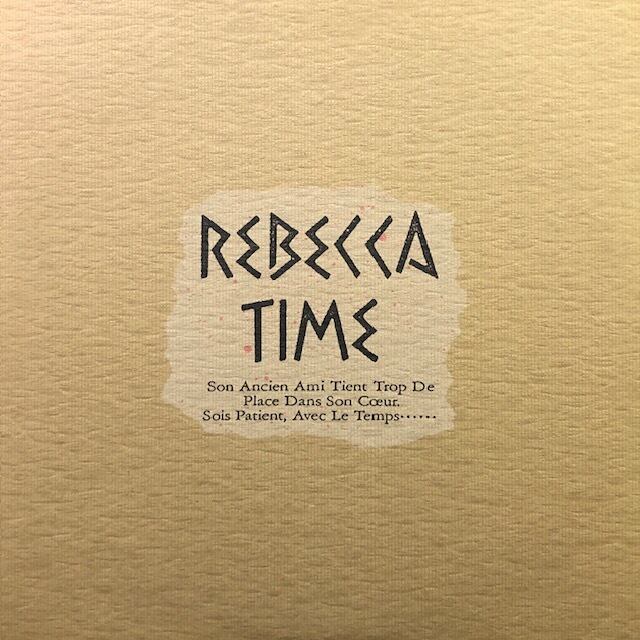 REBECCA
TIME
Son Ancien Ami Tient Trop De
Place Dans Son Cœur.
Sois Patient, Avec Le Temps·······